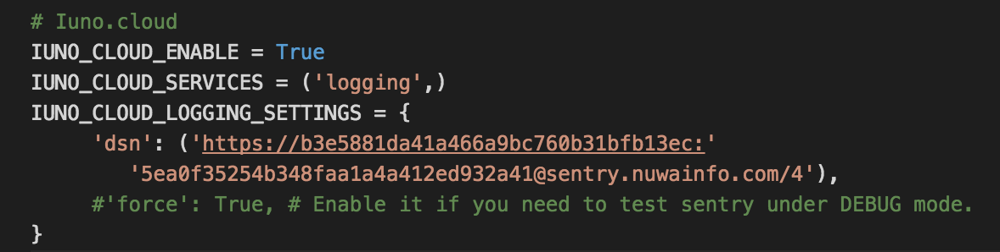 # Iuno.cloud
IUNO_CLOUD_ENABLE = True
IUNO_CLOUD_SERVICES = ('logging',)
IUNO_CLOUD_LOGGING_SETTINGS = {
'dsn': ('https://b3e5881da41a466a9bc760b31bfb13ec:'
'5ea0f35254b348faa1a4a412ed932a41@sentry.nuwainfo.com/4'),
#'force': True, # Enable it if you need to test sentry under DEBUG mode.
}